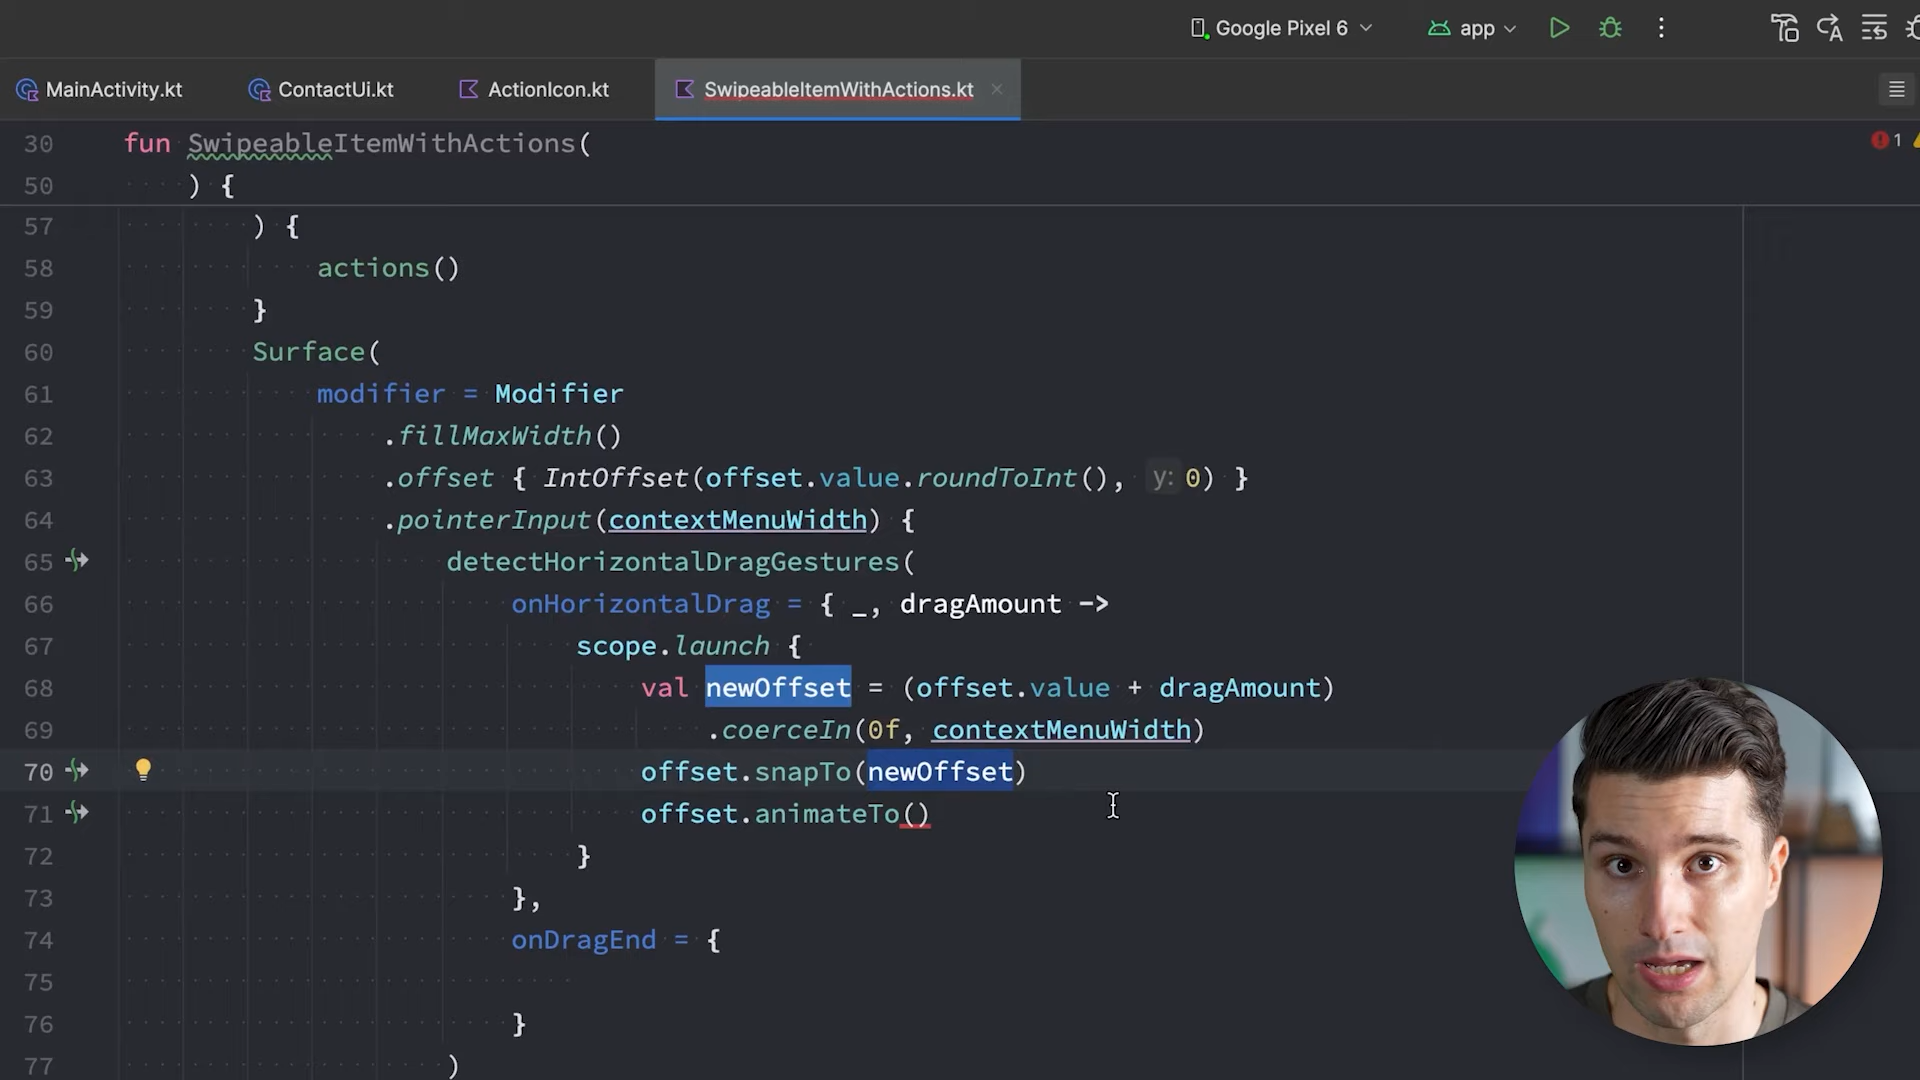 Google Pixel 6 app
MainActivity.kt ContactUi.kt ActionIcon.kt SwipeableItemWithActions.kt
30 fun SwipeableItemWithActions( 1
50 ) {
57 ) {
58 actions()
59 }
60 Surface(
61 modifier = Modifier
62 .fillMaxWidth()
63 .offset { IntOffset(offset.value.roundToInt(), y: 0) }
64 .pointerInput(contextMenuWidth) {
65 detectHorizontalDragGestures(
66 onHorizontalDrag = { _, dragAmount ->
67 scope.launch {
68 val newOffset = (offset.value + dragAmount)
69 .coerceIn(0f, contextMenuWidth)
70 offset.snapTo(newOffset)
71 offset.animateTo()
72 }
73 },
74 onDragEnd = {
75
76 }
77 )